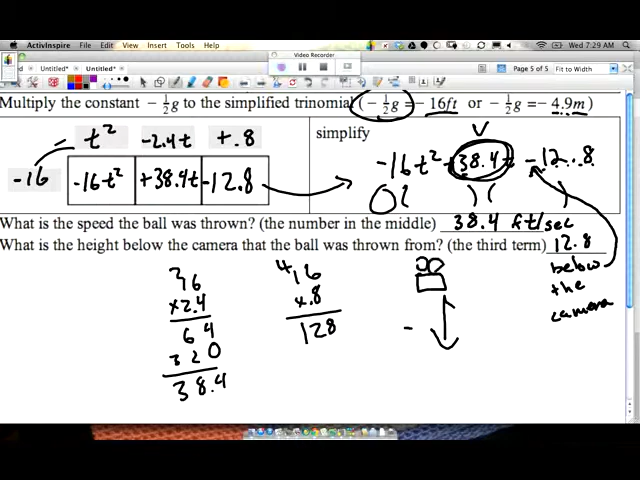 ActivInspire File Edit View Insert Tools Help
Wed 7:29 AM
Video Recorder
Untitled* Untitled*
Page 5 of 5 Fit to Width
Multiply the constant −½g to the simplified trinomial (−½g = −16ft or −½g = −4.9m)
= t² -2.4t +.8
-16 -16t² +38.4t -12.8
simplify
V
-16t² +38.4t -12.8
What is the speed the ball was thrown? (the number in the middle) 38.4 ft/sec
What is the height below the camera that the ball was thrown from? (the third term) 12.8
below
the
camera
16
×2.4
64
320
38.4
16
×.8
128
-